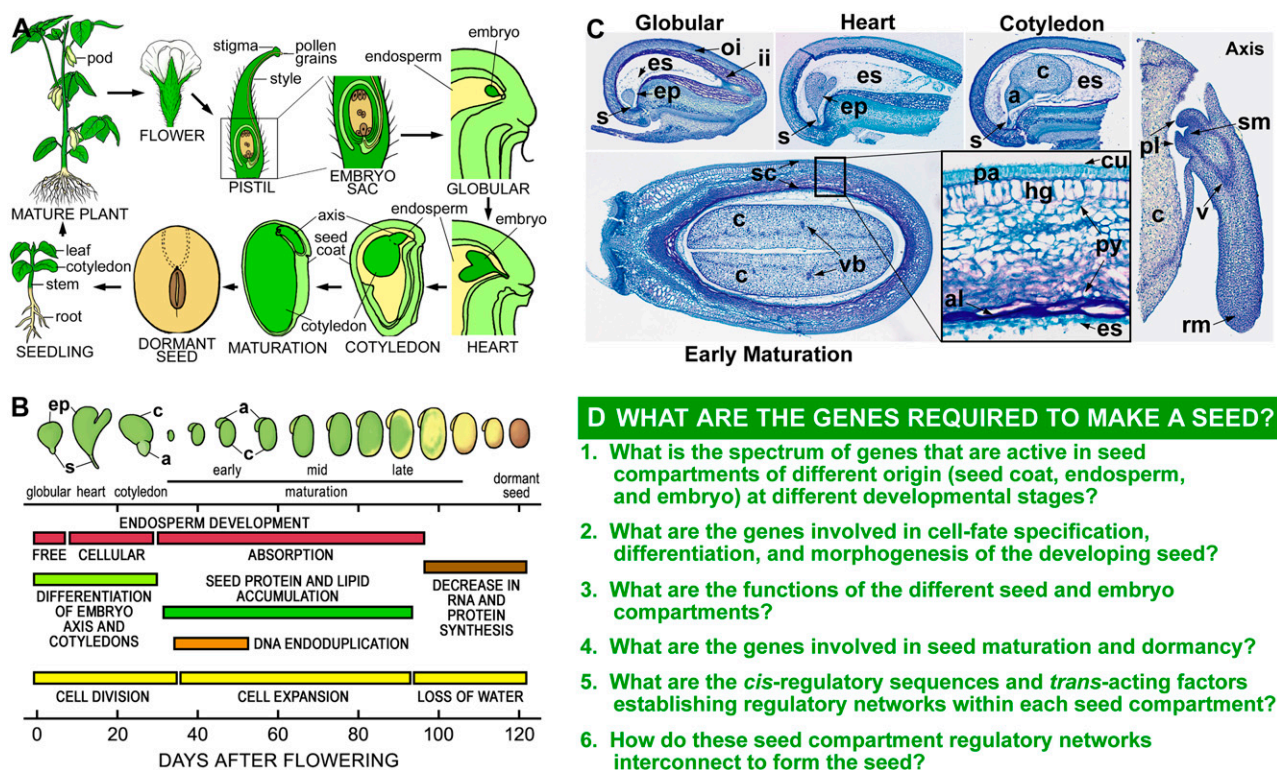 A
pod
MATURE PLANT
FLOWER
stigma
pollen
grains
style
PISTIL
EMBRYO
SAC
endosperm
embryo
GLOBULAR
leaf
cotyledon
stem
root
SEEDLING
DORMANT
SEED
axis
seed
coat
cotyledon
MATURATION
endosperm
COTYLEDON
embryo
HEART
B
ep
s
c
a
a
c
early
mid
late
globular
heart
cotyledon
maturation
dormant
seed
ENDOSPERM DEVELOPMENT
FREE
CELLULAR
ABSORPTION
DIFFERENTIATION
OF EMBRYO
AXIS AND
COTYLEDONS
SEED PROTEIN AND LIPID
ACCUMULATION
DECREASE IN
RNA AND
PROTEIN
SYNTHESIS
DNA ENDODUPLICATION
CELL DIVISION
CELL EXPANSION
LOSS OF WATER
0 20 40 60 80 100 120
DAYS AFTER FLOWERING
C
Globular
oi
ii
es
ep
s
Heart
es
ep
s
Cotyledon
c
es
a
s
Axis
pl
sm
v
c
rm
sc
c
c
vb
Early Maturation
cu
pa
hg
py
al
es
D WHAT ARE THE GENES REQUIRED TO MAKE A SEED?
1. What is the spectrum of genes that are active in seed
compartments of different origin (seed coat, endosperm,
and embryo) at different developmental stages?
2. What are the genes involved in cell-fate specification,
differentiation, and morphogenesis of the developing seed?
3. What are the functions of the different seed and embryo
compartments?
4. What are the genes involved in seed maturation and dormancy?
5. What are the cis-regulatory sequences and trans-acting factors
establishing regulatory networks within each seed compartment?
6. How do these seed compartment regulatory networks
interconnect to form the seed?